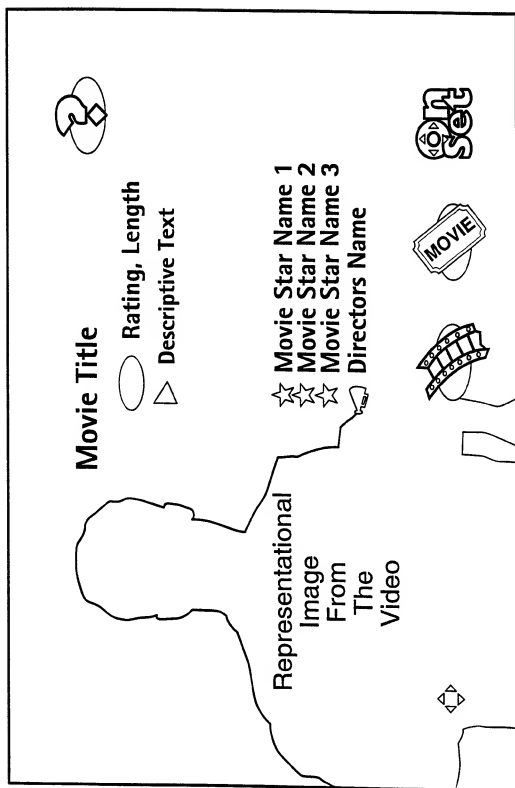 Movie Title
?
Rating, Length
Descriptive Text
Movie Star Name 1
Movie Star Name 2
Movie Star Name 3
Directors Name
Representational
Image
From
The
Video
MOVIE
on
set